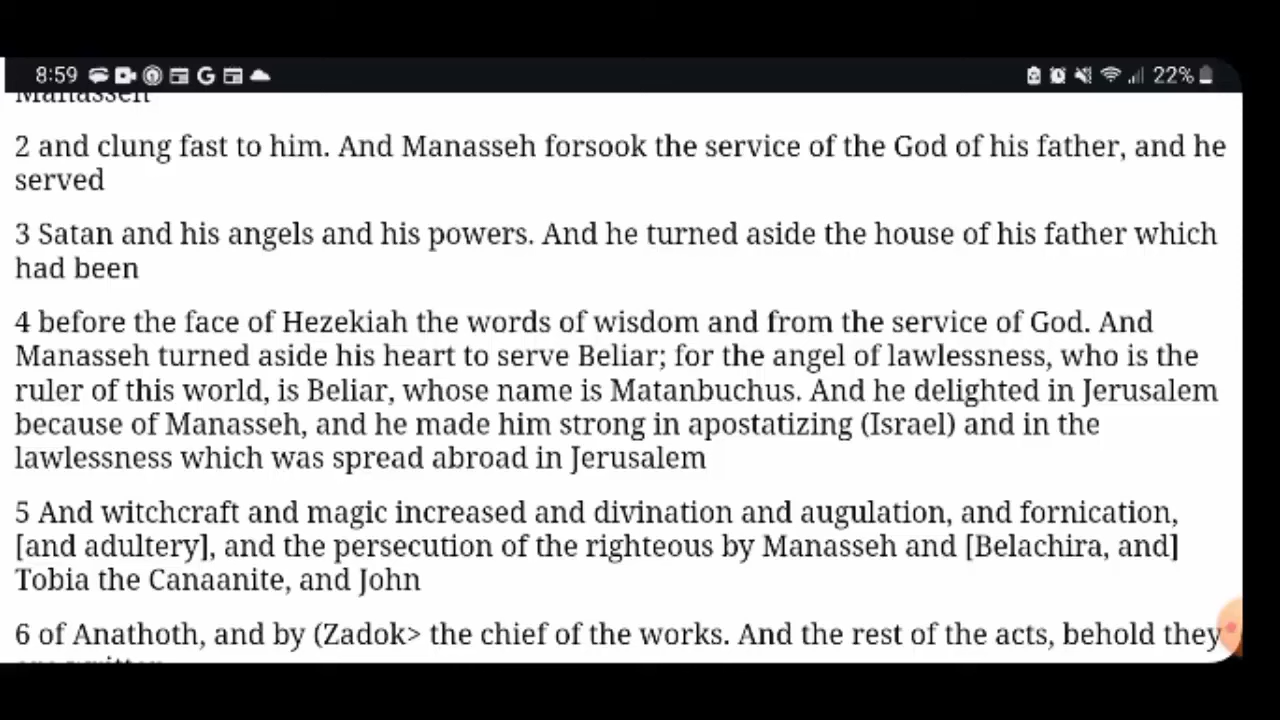 8:59 22%
Manasseh
2 and clung fast to him. And Manasseh forsook the service of the God of his father, and he
served
3 Satan and his angels and his powers. And he turned aside the house of his father which
had been
4 before the face of Hezekiah the words of wisdom and from the service of God. And
Manasseh turned aside his heart to serve Beliar; for the angel of lawlessness, who is the
ruler of this world, is Beliar, whose name is Matanbuchus. And he delighted in Jerusalem
because of Manasseh, and he made him strong in apostatizing (Israel) and in the
lawlessness which was spread abroad in Jerusalem
5 And witchcraft and magic increased and divination and augulation, and fornication,
[and adultery], and the persecution of the righteous by Manasseh and [Belachira, and]
Tobia the Canaanite, and John
6 of Anathoth, and by (Zadok> the chief of the works. And the rest of the acts, behold they